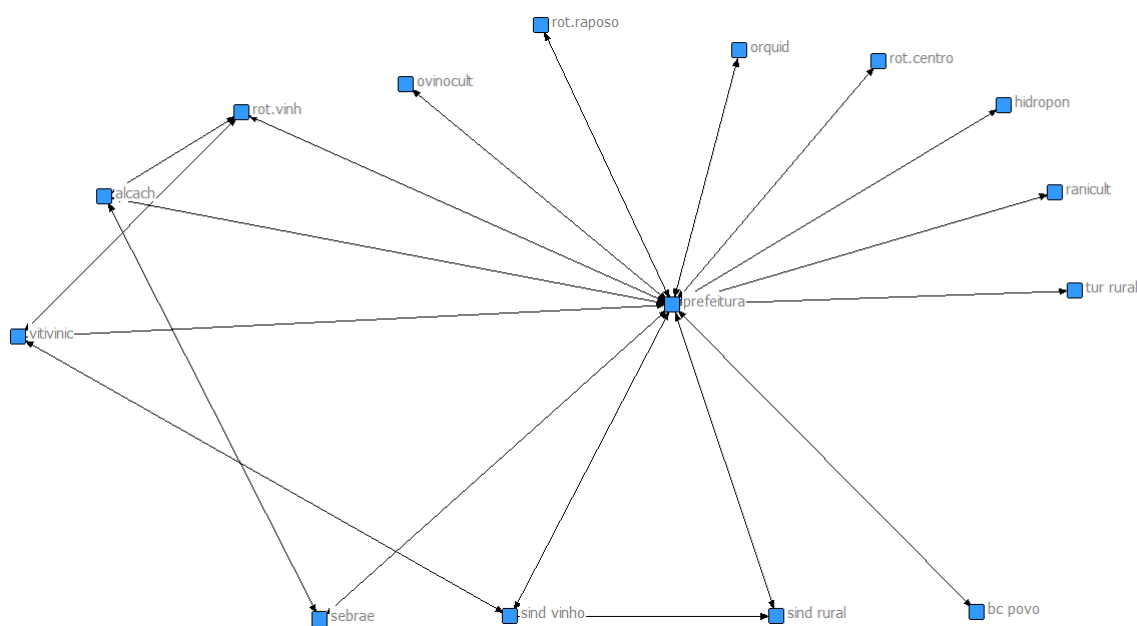 rot.raposo
orquid
rot.centro
ovinocult
hidropon
rot.vinh
ranicult
alcach
tur rural
prefeitura
vitivinic
sebrae
sind vinho
sind rural
bc povo